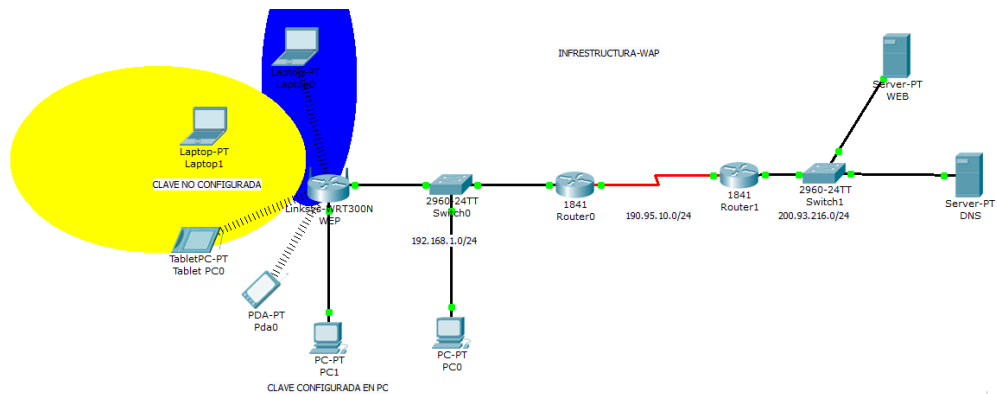 INFRESTRUCTURA-WAP
Laptop-PT
Laptop0
Server-PT
WEB
Laptop-PT
Laptop1
CLAVE NO CONFIGURADA
Linksys-WRT300N
WEP
2960-24TT
Switch0
1841
Router0
1841
Router1
2960-24TT
Switch1
Server-PT
DNS
192.168.1.0/24
190.95.10.0/24
200.93.216.0/24
TabletPC-PT
Tablet PC0
PDA-PT
Pda0
PC-PT
PC1
PC-PT
PC0
CLAVE CONFIGURADA EN PC